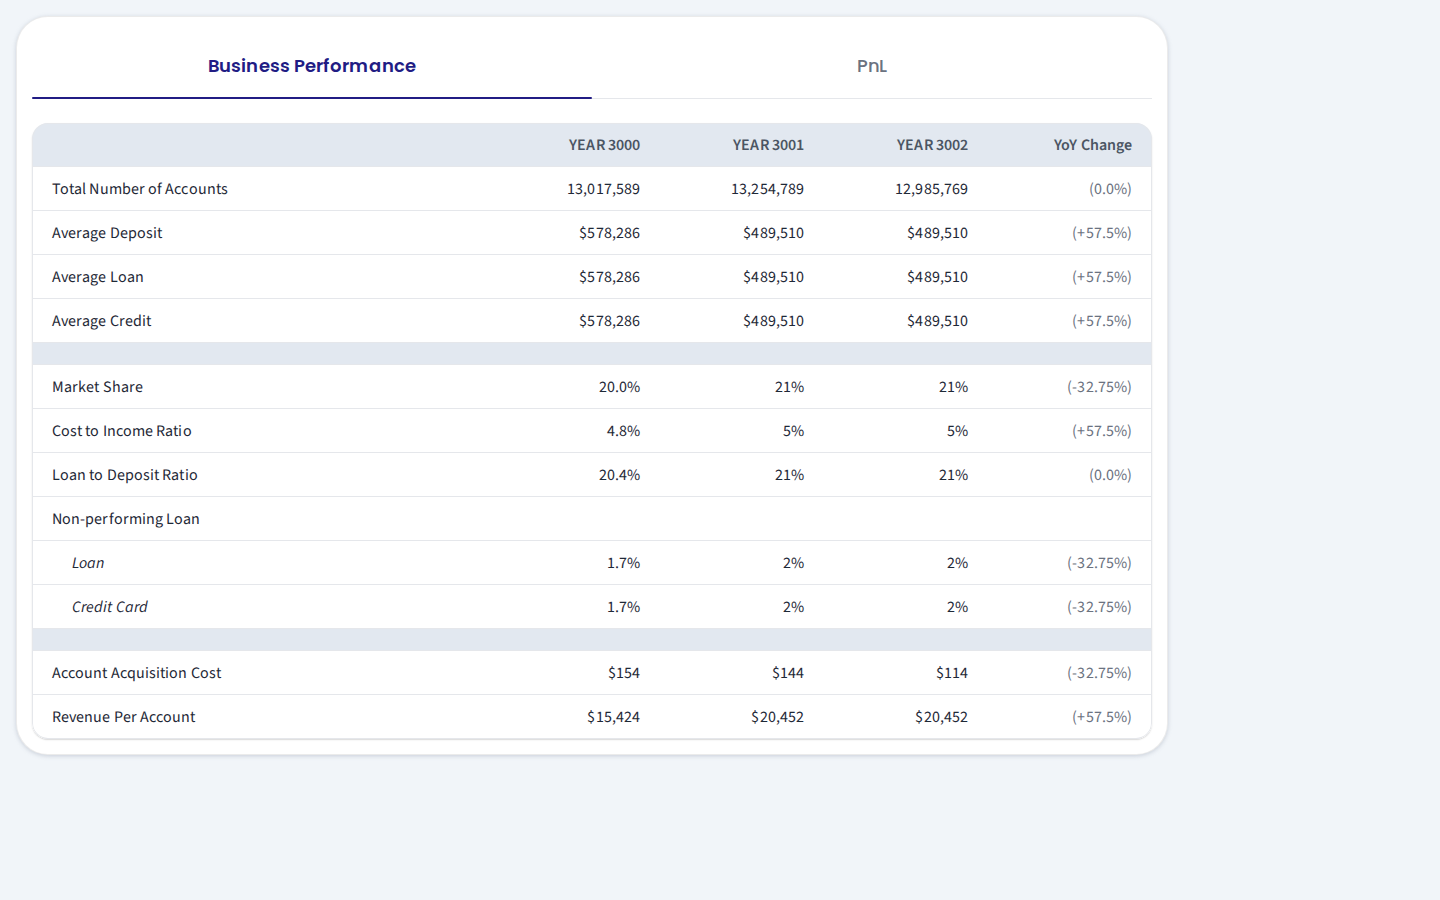 Business Performance PnL
YEAR 3000 YEAR 3001 YEAR 3002 YoY Change
Total Number of Accounts 13,017,589 13,254,789 12,985,769 (0.0%)
Average Deposit $578,286 $489,510 $489,510 (+57.5%)
Average Loan $578,286 $489,510 $489,510 (+57.5%)
Average Credit $578,286 $489,510 $489,510 (+57.5%)
Market Share 20.0% 21% 21% (-32.75%)
Cost to Income Ratio 4.8% 5% 5% (+57.5%)
Loan to Deposit Ratio 20.4% 21% 21% (0.0%)
Non-performing Loan
Loan 1.7% 2% 2% (-32.75%)
Credit Card 1.7% 2% 2% (-32.75%)
Account Acquisition Cost $154 $144 $114 (-32.75%)
Revenue Per Account $15,424 $20,452 $20,452 (+57.5%)